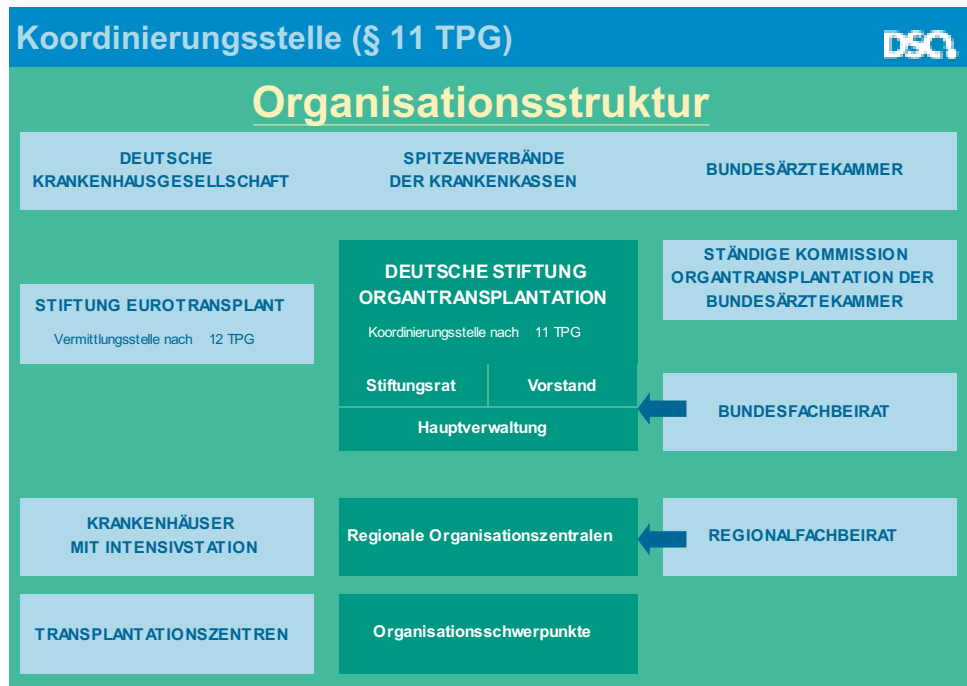 Koordinierungsstelle (§ 11 TPG)
DSO
Organisationsstruktur
DEUTSCHE
KRANKENHAUSGESELLSCHAFT
SPITZENVERBÄNDE
DER KRANKENKASSEN
BUNDESÄRZTEKAMMER
STIFTUNG EUROTRANSPLANT
Vermittlungsstelle nach 12 TPG
DEUTSCHE STIFTUNG
ORGANTRANSPLANTATION
Koordinierungsstelle nach 11 TPG
Stiftungsrat
Vorstand
Hauptverwaltung
STÄNDIGE KOMMISSION
ORGANTRANSPLANTATION DER
BUNDESÄRZTEKAMMER
BUNDESFACHBEIRAT
KRANKENHÄUSER
MIT INTENSIVSTATION
Regionale Organisationszentralen
REGIONALFACHBEIRAT
TRANSPLANTATIONSZENTREN
Organisationsschwerpunkte